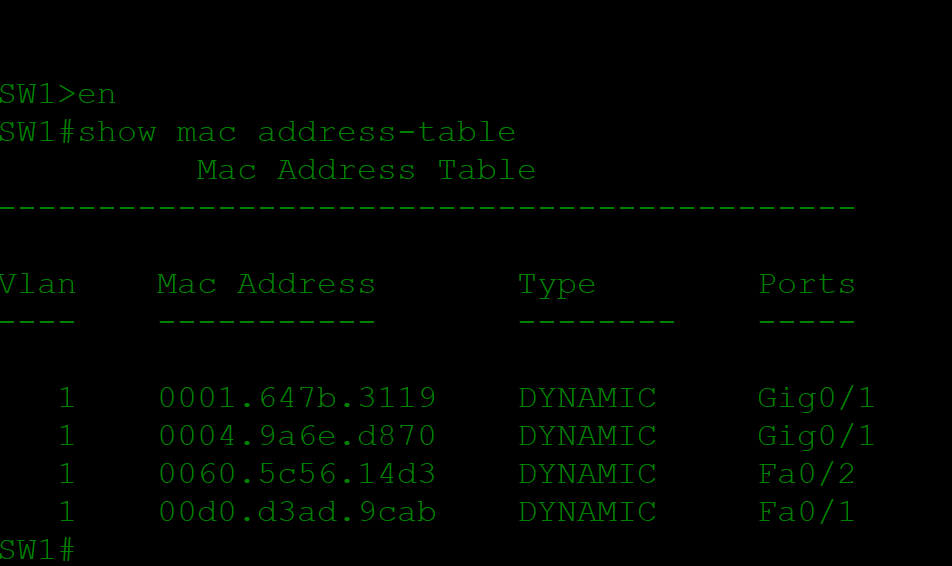 SW1>en
SW1#show mac address-table
          Mac Address Table
-------------------------------------------

Vlan    Mac Address       Type        Ports
----    -----------       --------    -----

   1    0001.647b.3119    DYNAMIC     Gig0/1
   1    0004.9a6e.d870    DYNAMIC     Gig0/1
   1    0060.5c56.14d3    DYNAMIC     Fa0/2
   1    00d0.d3ad.9cab    DYNAMIC     Fa0/1
SW1#